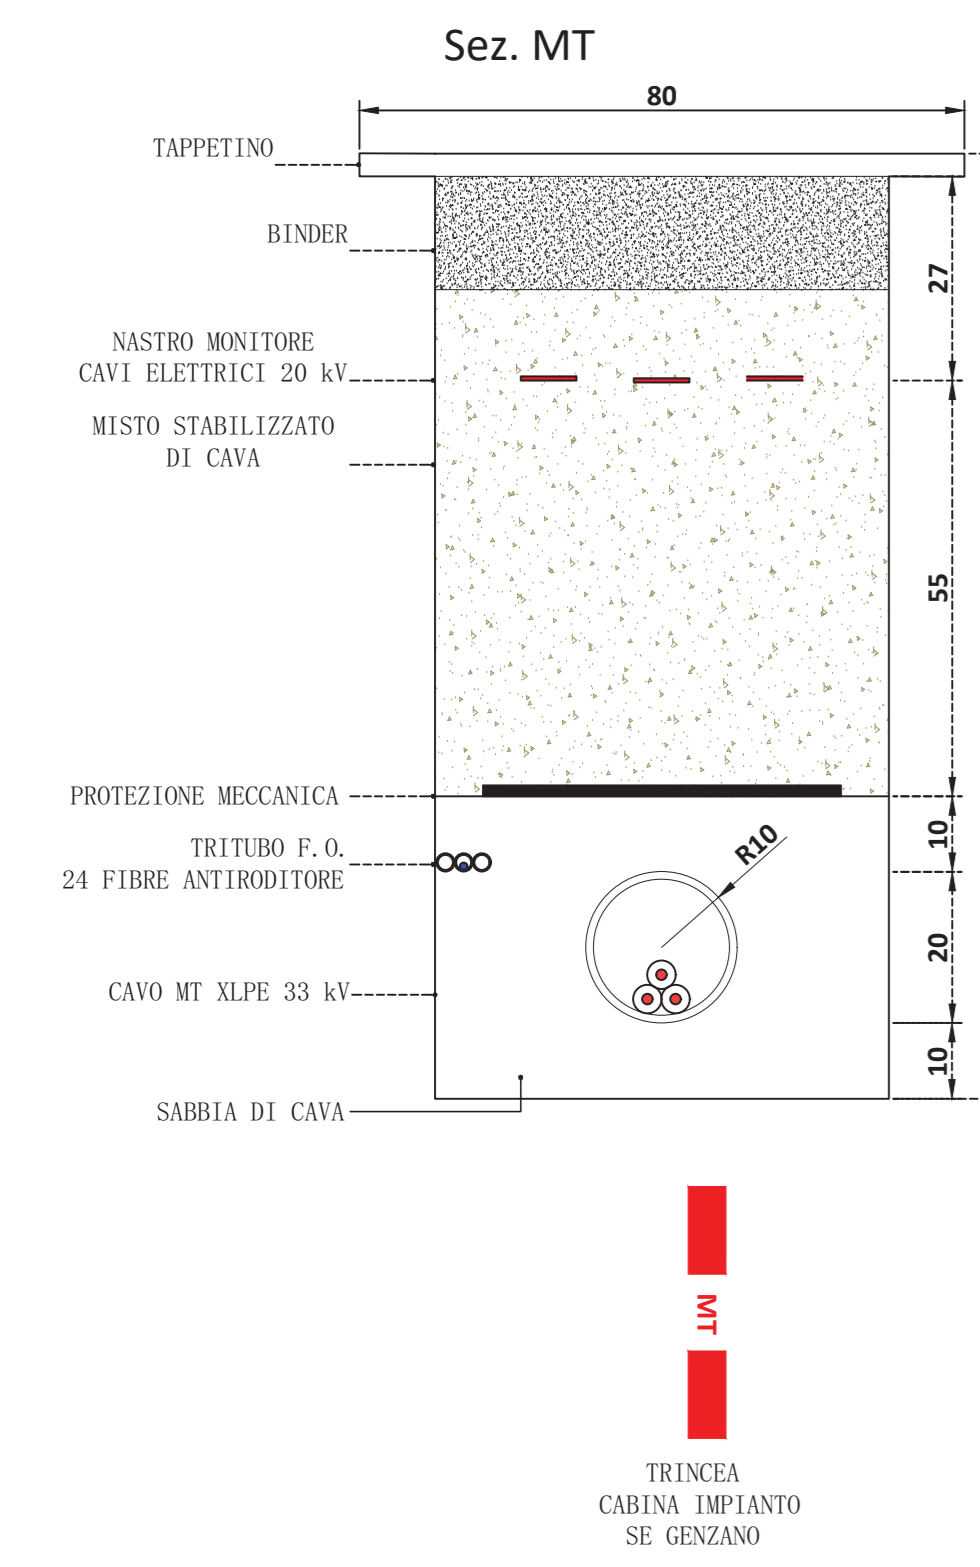 Sez. MT
80
TAPPETINO
BINDER
27
NASTRO MONITORE
CAVI ELETTRICI 20 kV
MISTO STABILIZZATO
DI CAVA
55
PROTEZIONE MECCANICA
10
TRITUBO F.O.
24 FIBRE ANTIRODITORE
R10
20
CAVO MT XLPE 33 kV
10
SABBIA DI CAVA
MT
TRINCEA
CABINA IMPIANTO
SE GENZANO